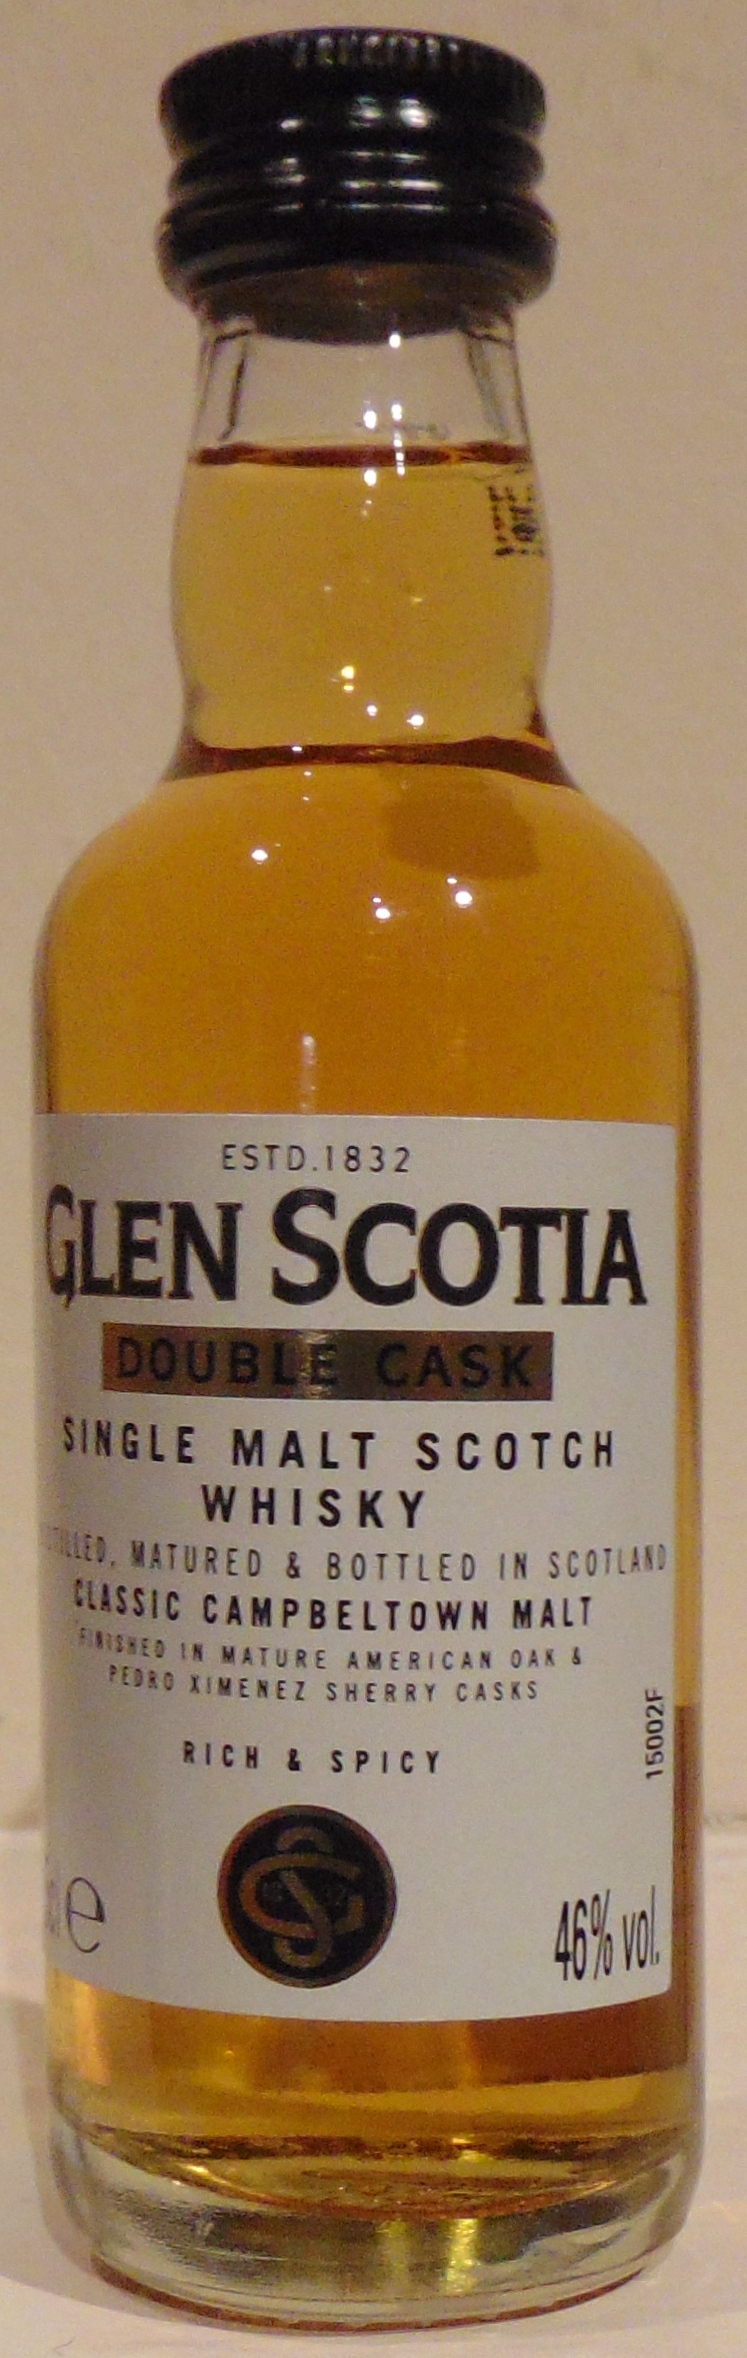 ESTD.1832
GLEN SCOTIA
DOUBLE CASK
SINGLE MALT SCOTCH
WHISKY
MATURED & BOTTLED IN SCOTLAND
CLASSIC CAMPBELTOWN MALT
FINISHED IN MATURE AMERICAN OAK &
PEDRO XIMENEZ SHERRY CASKS
RICH & SPICY
15002F
cl e
46% vol.